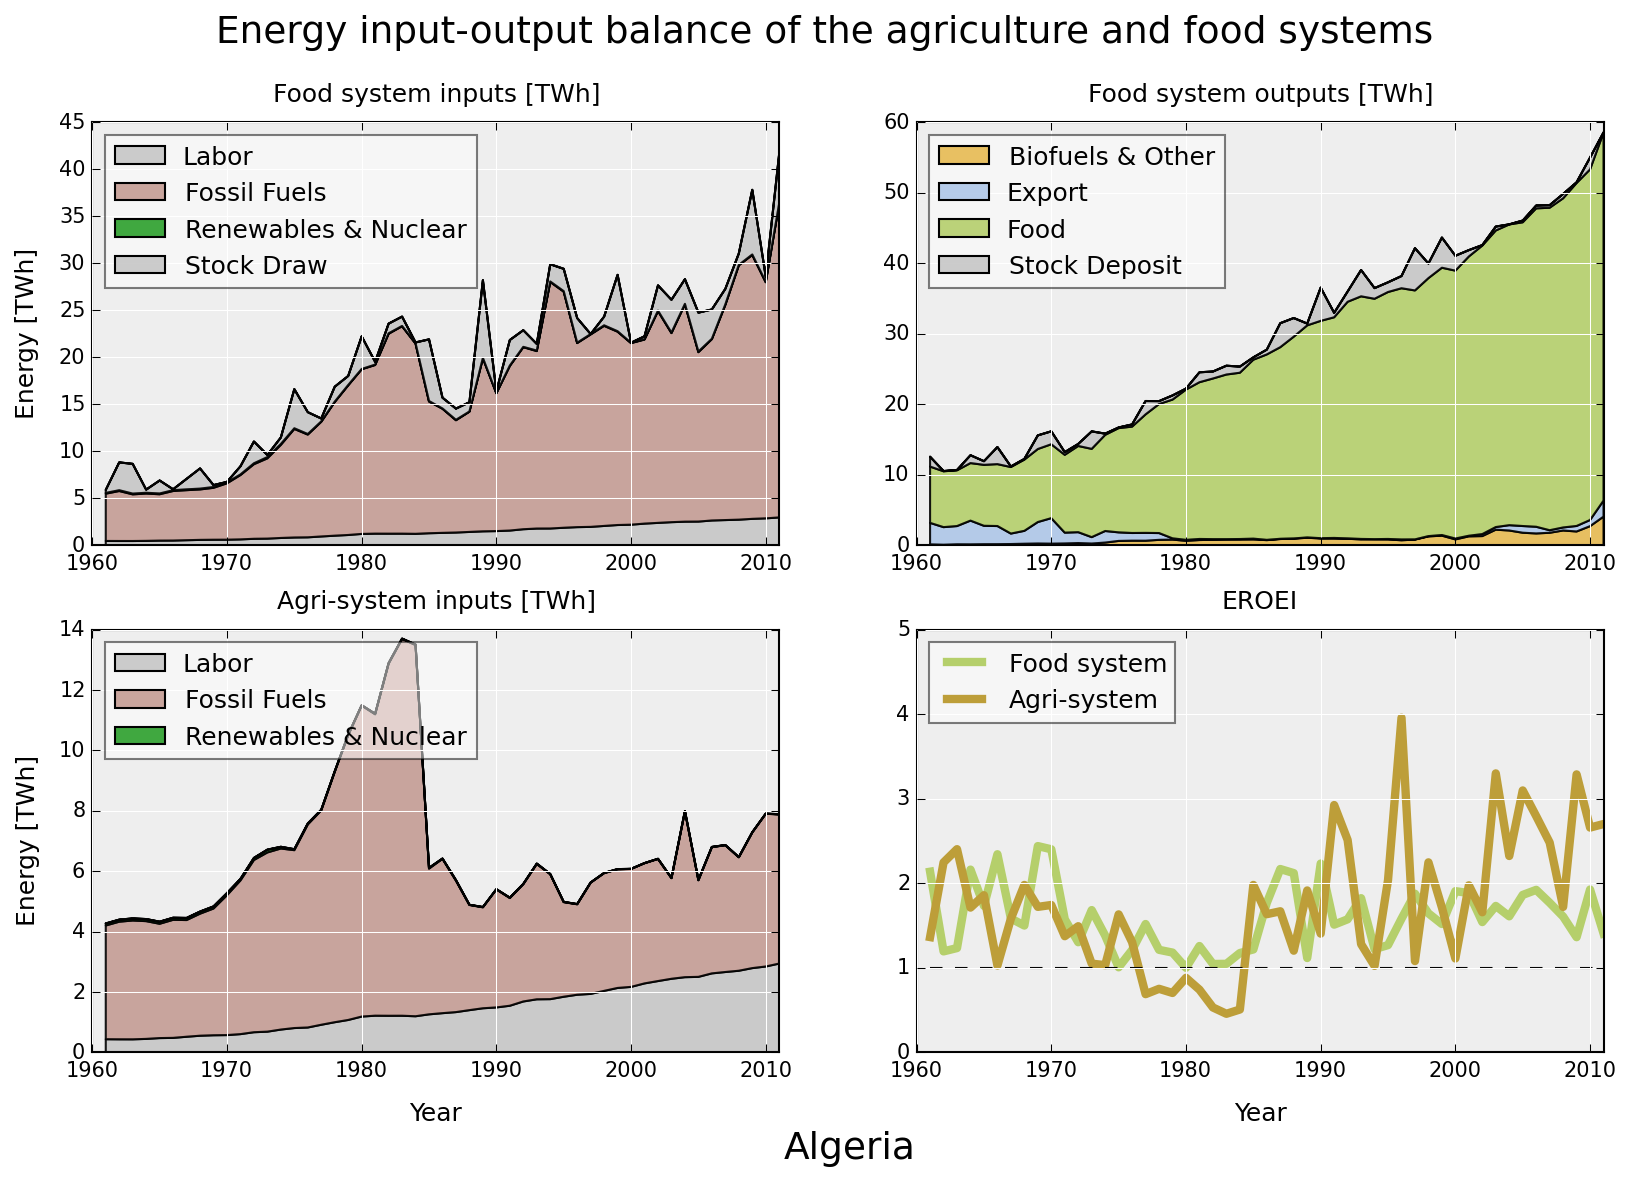 Energy input-output balance of the agriculture and food systems
Food system inputs [TWh]
Energy [TWh]
45
40
35
30
25
20
15
10
5
0
Labor
Fossil Fuels
Renewables & Nuclear
Stock Draw
1960 1970 1980 1990 2000 2010
Food system outputs [TWh]
60
50
40
30
20
10
0
Biofuels & Other
Export
Food
Stock Deposit
1960 1970 1980 1990 2000 2010
Agri-system inputs [TWh]
Energy [TWh]
14
12
10
8
6
4
2
0
Labor
Fossil Fuels
Renewables & Nuclear
1960 1970 1980 1990 2000 2010
Year
EROEI
5
4
3
2
1
0
Food system
Agri-system
1960 1970 1980 1990 2000 2010
Year
Algeria